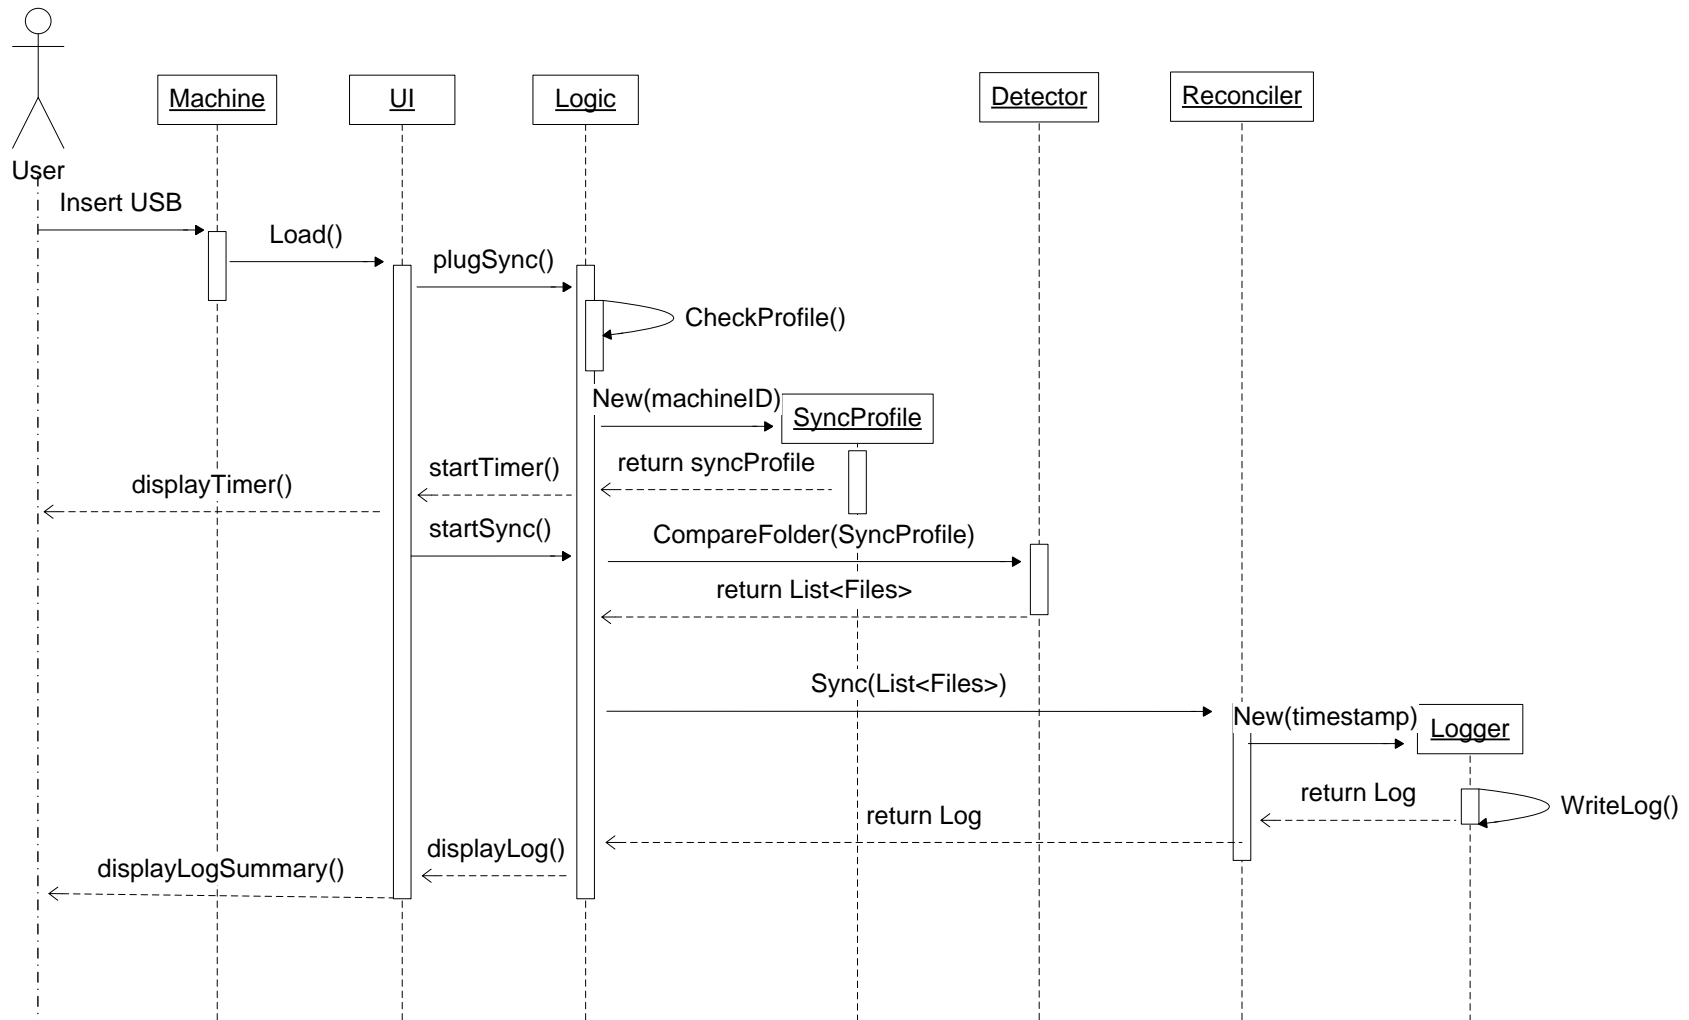 Machine
UI
Logic
Detector
Reconciler
User
Insert USB
Load()
plugSync()
CheckProfile()
New(machineID)
SyncProfile
return syncProfile
startTimer()
displayTimer()
startSync()
CompareFolder(SyncProfile)
return List<Files>
Sync(List<Files>)
New(timestamp)
Logger
return Log
WriteLog()
return Log
displayLog()
displayLogSummary()